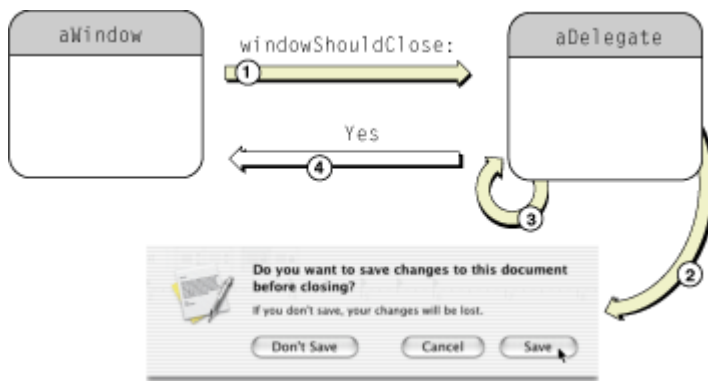 aWindow
windowShouldClose:
aDelegate
1
Yes
4
3
2
Do you want to save changes to this document
before closing?
If you don't save, your changes will be lost.
Don't Save
Cancel
Save